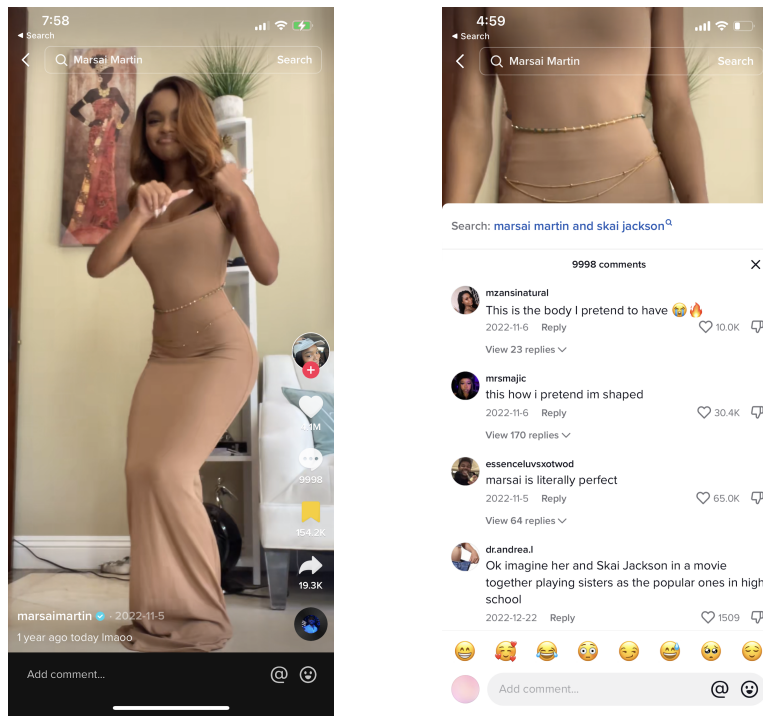 7:58
Search
Marsai Martin
Search
9998
154.2K
19.3K
marsaimartin · 2022-11-5
1 year ago today lmaoo
Add comment...
4:59
Search
Marsai Martin
Search
Search: marsai martin and skai jackson
9998 comments
mzansinatural
This is the body I pretend to have 😭🔥
2022-11-6 Reply
10.0K
View 23 replies
mrsmajic
this how i pretend im shaped
2022-11-6 Reply
30.4K
View 170 replies
essenceluvsxotwod
marsai is literally perfect
2022-11-5 Reply
65.0K
View 64 replies
dr.andrea.l
Ok imagine her and Skai Jackson in a movie
together playing sisters as the popular ones in high
school
2022-12-22 Reply
1509
Add comment...